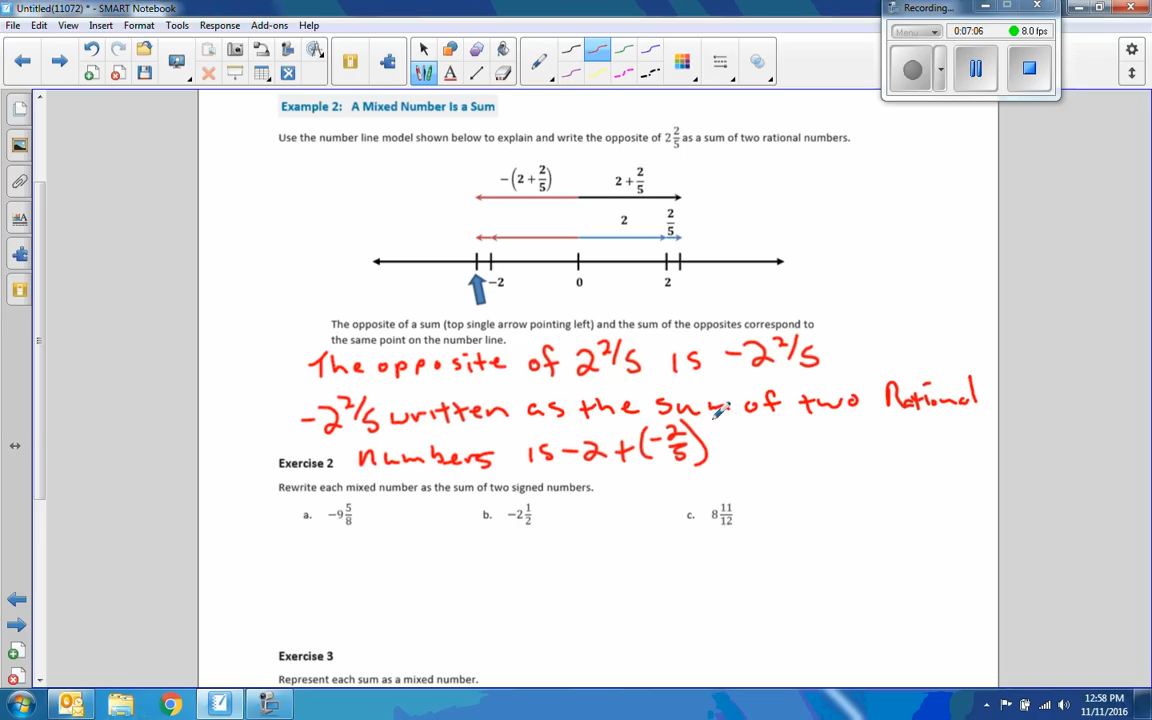 Untitled(11072) * - SMART Notebook
Recording...
File Edit View Insert Format Tools Response Add-ons Help
Menu 0:07:06 8.0 fps
Example 2: A Mixed Number Is a Sum
Use the number line model shown below to explain and write the opposite of 2 2/5 as a sum of two rational numbers.
−(2 + 2/5) 2 + 2/5
2 2/5
−2 0 2
The opposite of a sum (top single arrow pointing left) and the sum of the opposites correspond to
the same point on the number line.
The opposite of 2 2/5 is -2 2/5
-2 2/5 written as the sum of two Rational
numbers is -2 + (-2/5)
Exercise 2
Rewrite each mixed number as the sum of two signed numbers.
a. −9 5/8 b. −2 1/2 c. 8 11/12
Exercise 3
Represent each sum as a mixed number.
12:58 PM
11/11/2016